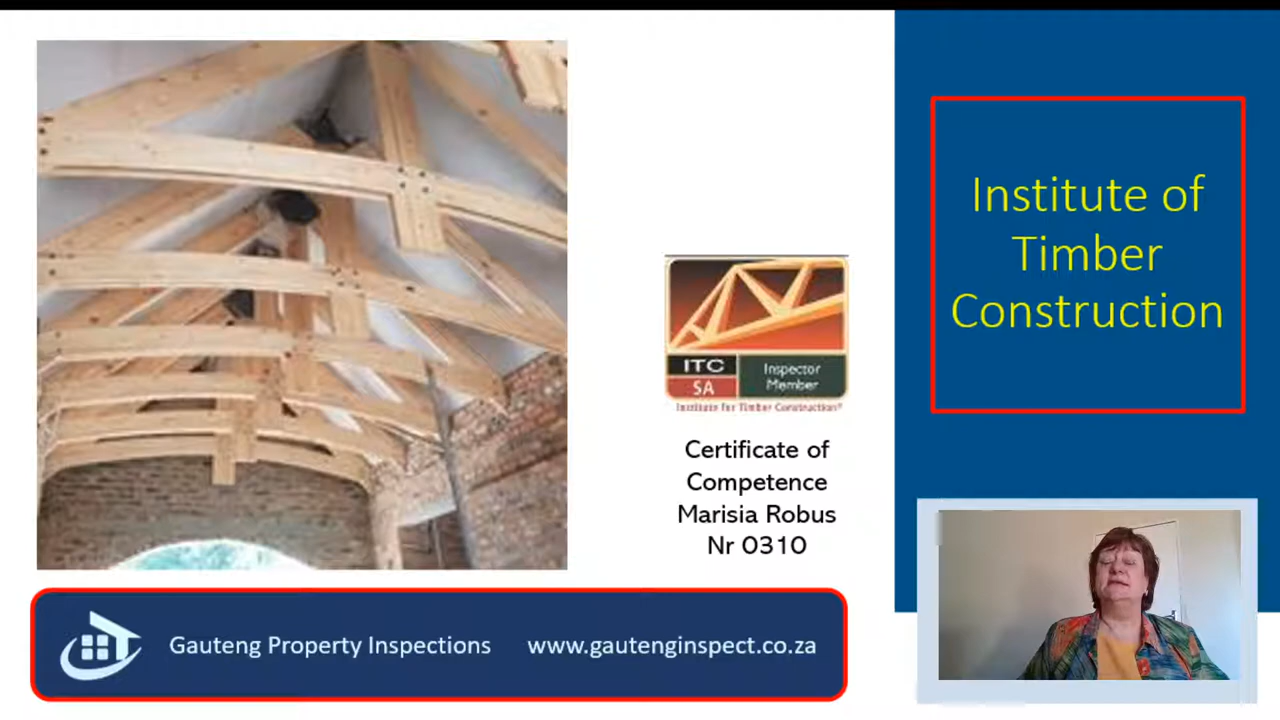 Institute of
Timber
Construction
ITC
SA
Inspector
Member
Institute For Timber Construction®
Certificate of
Competence
Marisia Robus
Nr 0310
Gauteng Property Inspections www.gautenginspect.co.za